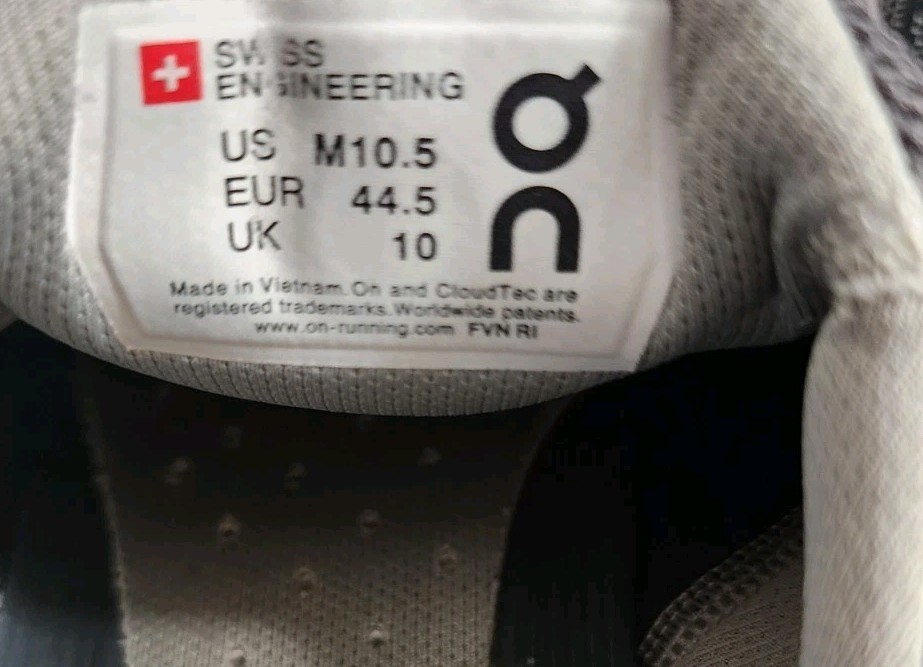 SWISS
ENGINEERING
US M10.5
EUR 44.5
UK 10
Made in Vietnam. On and CloudTec are
registered trademarks. Worldwide patents.
www.on-running.com FVN RI
On